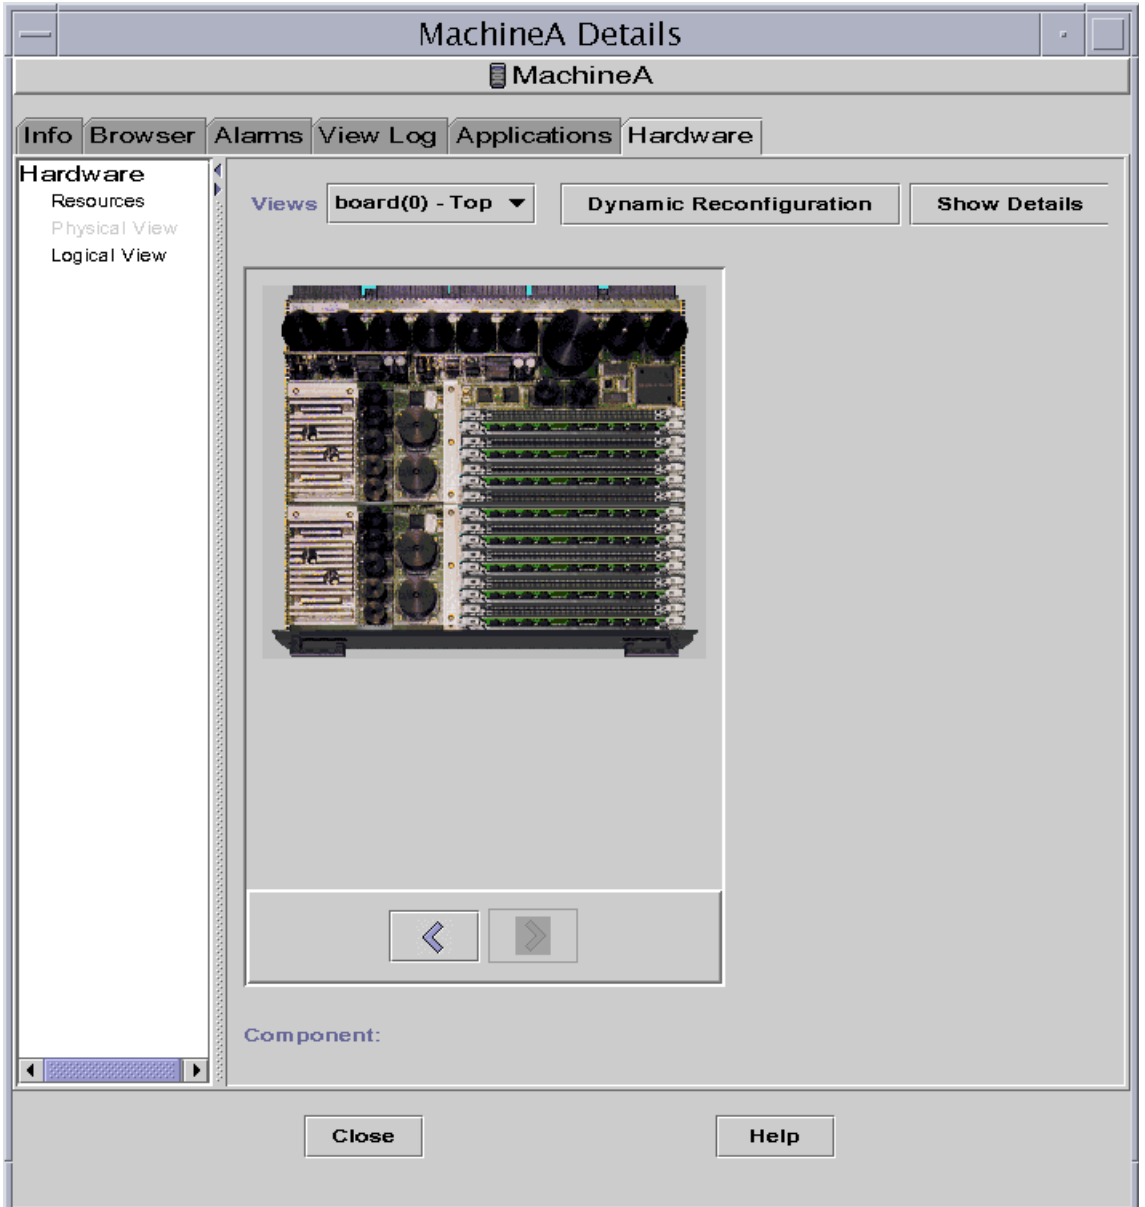 MachineA Details
MachineA
Info Browser Alarms View Log Applications Hardware
Hardware
Resources
Physical View
Logical View
Views board(0) - Top Dynamic Reconfiguration Show Details
Component:
Close Help